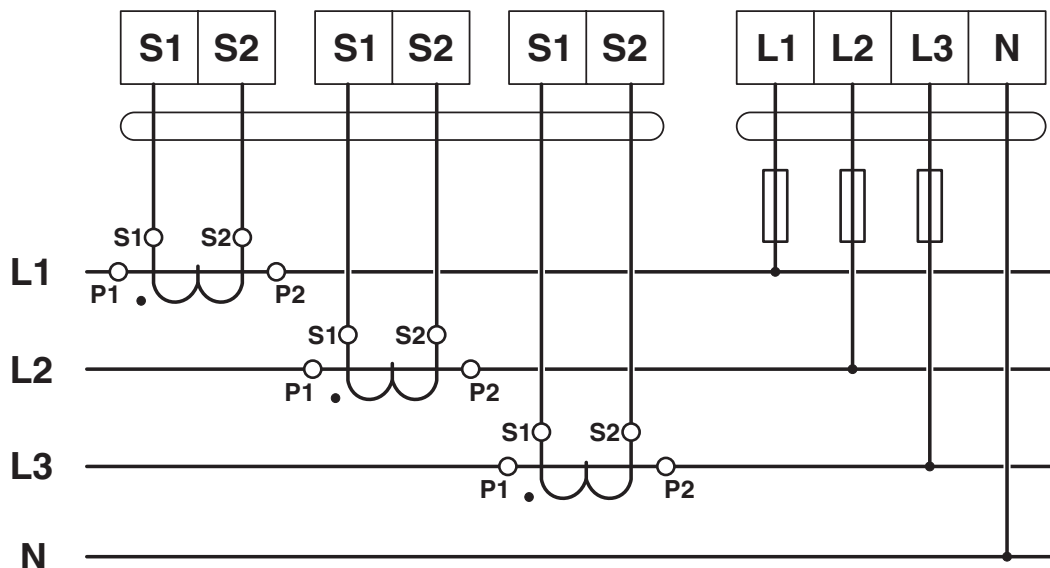 S1 S2 S1 S2 S1 S2 L1 L2 L3 N
S1 S2
L1
P1 P2
S1 S2
L2
P1 P2
S1 S2
L3
P1 P2
N